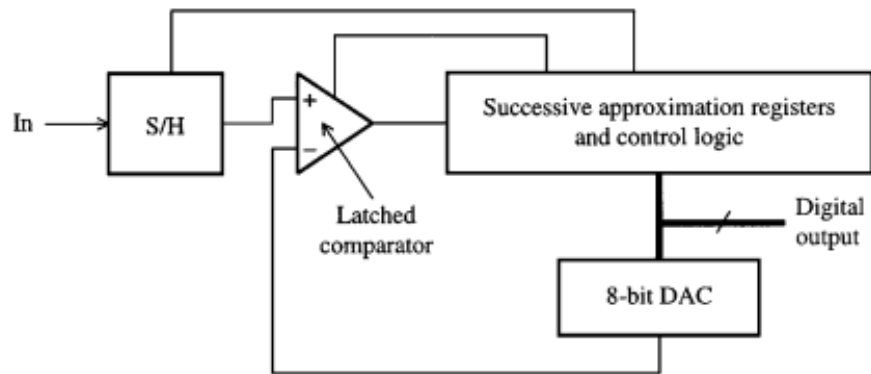 In
S/H
+
−
Latched
comparator
Successive approximation registers
and control logic
Digital
output
8-bit DAC